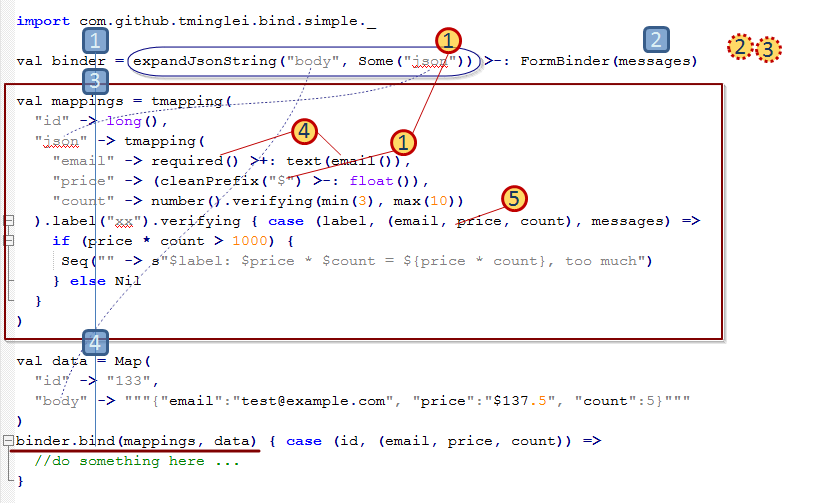 import com.github.tminglei.bind.simple._
1 1 2 2 3
val binder = expandJsonString("body", Some("json")) >-: FormBinder(messages)
3
val mappings = tmapping(
"id" -> long(),
"json" -> tmapping(
4 1
"email" -> required() >+: text(email()),
"price" -> (cleanPrefix("$") >-: float()),
"count" -> number().verifying(min(3), max(10))
5
).label("xx").verifying { case (label, (email, price, count), messages) =>
if (price * count > 1000) {
Seq("" -> s"$label: $price * $count = ${price * count}, too much")
} else Nil
}
)
4
val data = Map(
"id" -> "133",
"body" -> """{"email":"test@example.com", "price":"$137.5", "count":5}"""
)
binder.bind(mappings, data) { case (id, (email, price, count)) =>
//do something here ...
}